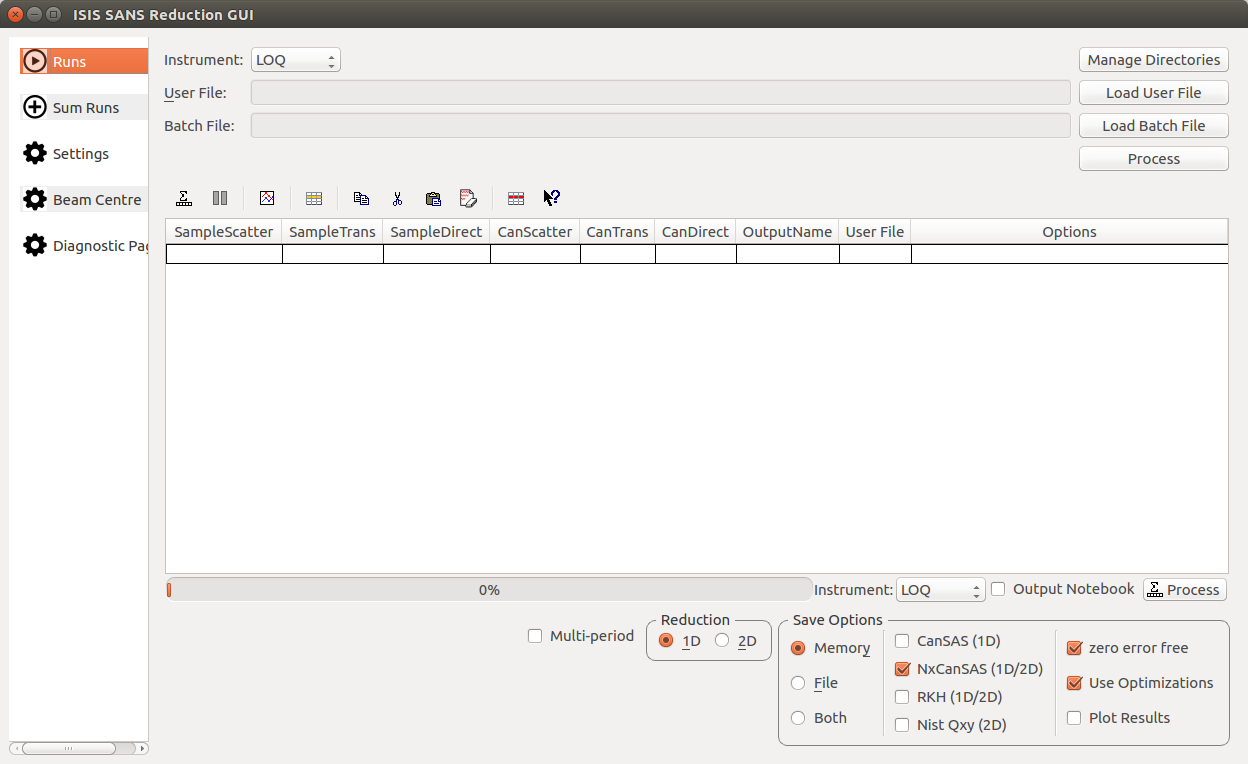 ISIS SANS Reduction GUI
Runs
Sum Runs
Settings
Beam Centre
Diagnostic Pag
Instrument: LOQ Manage Directories
User File: Load User File
Batch File: Load Batch File
Process
SampleScatter SampleTrans SampleDirect CanScatter CanTrans CanDirect OutputName User File Options
0% Instrument: LOQ Output Notebook Process
Multi-period
Reduction
1D 2D
Save Options
Memory
File
Both
CanSAS (1D)
NxCanSAS (1D/2D)
RKH (1D/2D)
Nist Qxy (2D)
zero error free
Use Optimizations
Plot Results